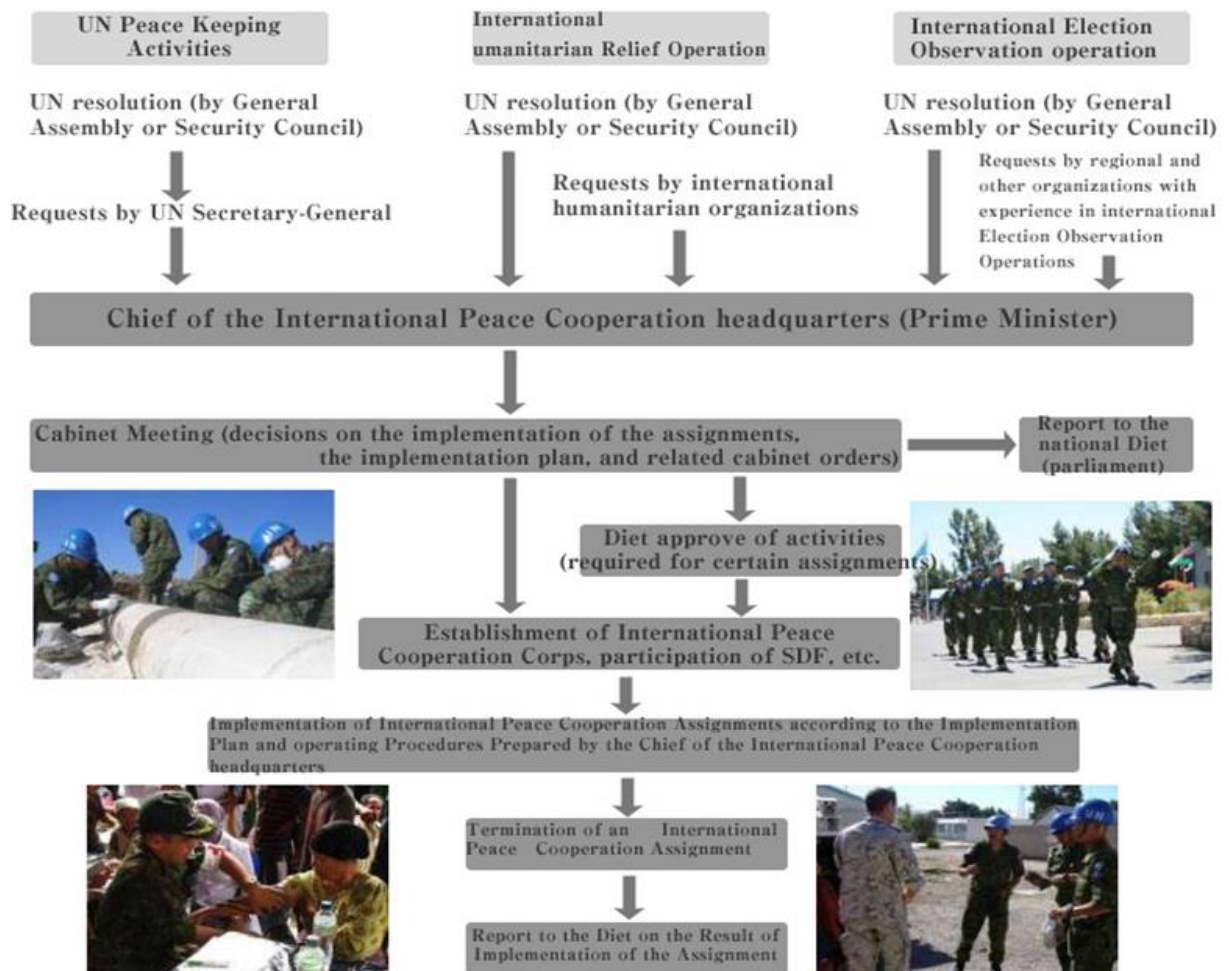 UN Peace Keeping
Activities
International
umanitarian Relief Operation
International Election
Observation operation
UN resolution (by General
Assembly or Security Council)
UN resolution (by General
Assembly or Security Council)
UN resolution (by General
Assembly or Security Council)
Requests by UN Secretary-General
Requests by international
humanitarian organizations
Requests by regional and
other organizations with
experience in international
Election Observation
Operations
Chief of the International Peace Cooperation headquarters (Prime Minister)
Cabinet Meeting (decisions on the implementation of the assignments,
the implementation plan, and related cabinet orders)
Report to the
national Diet
(parliament)
Diet approve of activities
(required for certain assignments)
Establishment of International Peace
Cooperation Corps, participation of SDF, etc.
Implementation of International Peace Cooperation Assignments according to the Implementation
Plan and operating Procedures Prepared by the Chief of the International Peace Cooperation
headquarters
Termination of an International
Peace Cooperation Assignment
UN
Report to the Diet on the Result of
Implementation of the Assignment